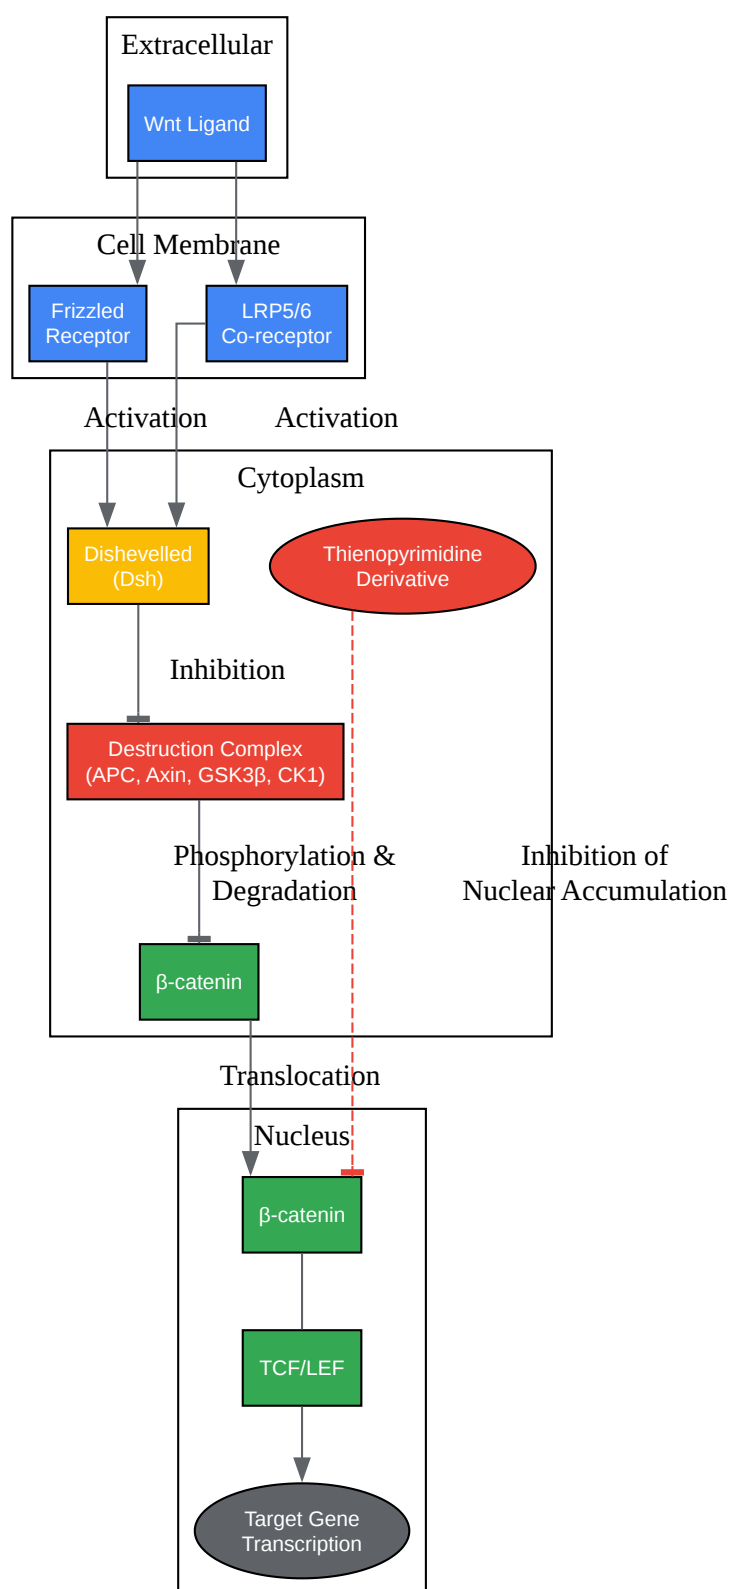 Extracellular
Wnt Ligand
Cell Membrane
Frizzled
Receptor
LRP5/6
Co-receptor
Activation
Activation
Cytoplasm
Dishevelled
(Dsh)
Thienopyrimidine
Derivative
Inhibition
Destruction Complex
(APC, Axin, GSK3β, CK1)
Phosphorylation &
Degradation
Inhibition of
Nuclear Accumulation
β-catenin
Translocation
Nucleus
β-catenin
TCF/LEF
Target Gene
Transcription